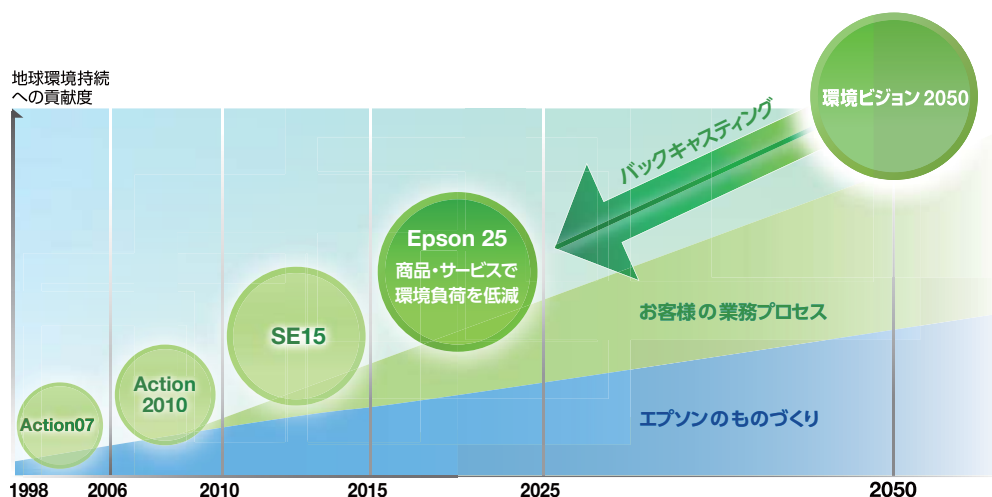 地球環境持続
への貢献度
環境ビジョン 2050
バックキャスティング
Epson 25
商品・サービスで
環境負荷を低減
SE15
Action
2010
Action07
お客様の業務プロセス
エプソンのものづくり
1998
2006
2010
2015
2025
2050